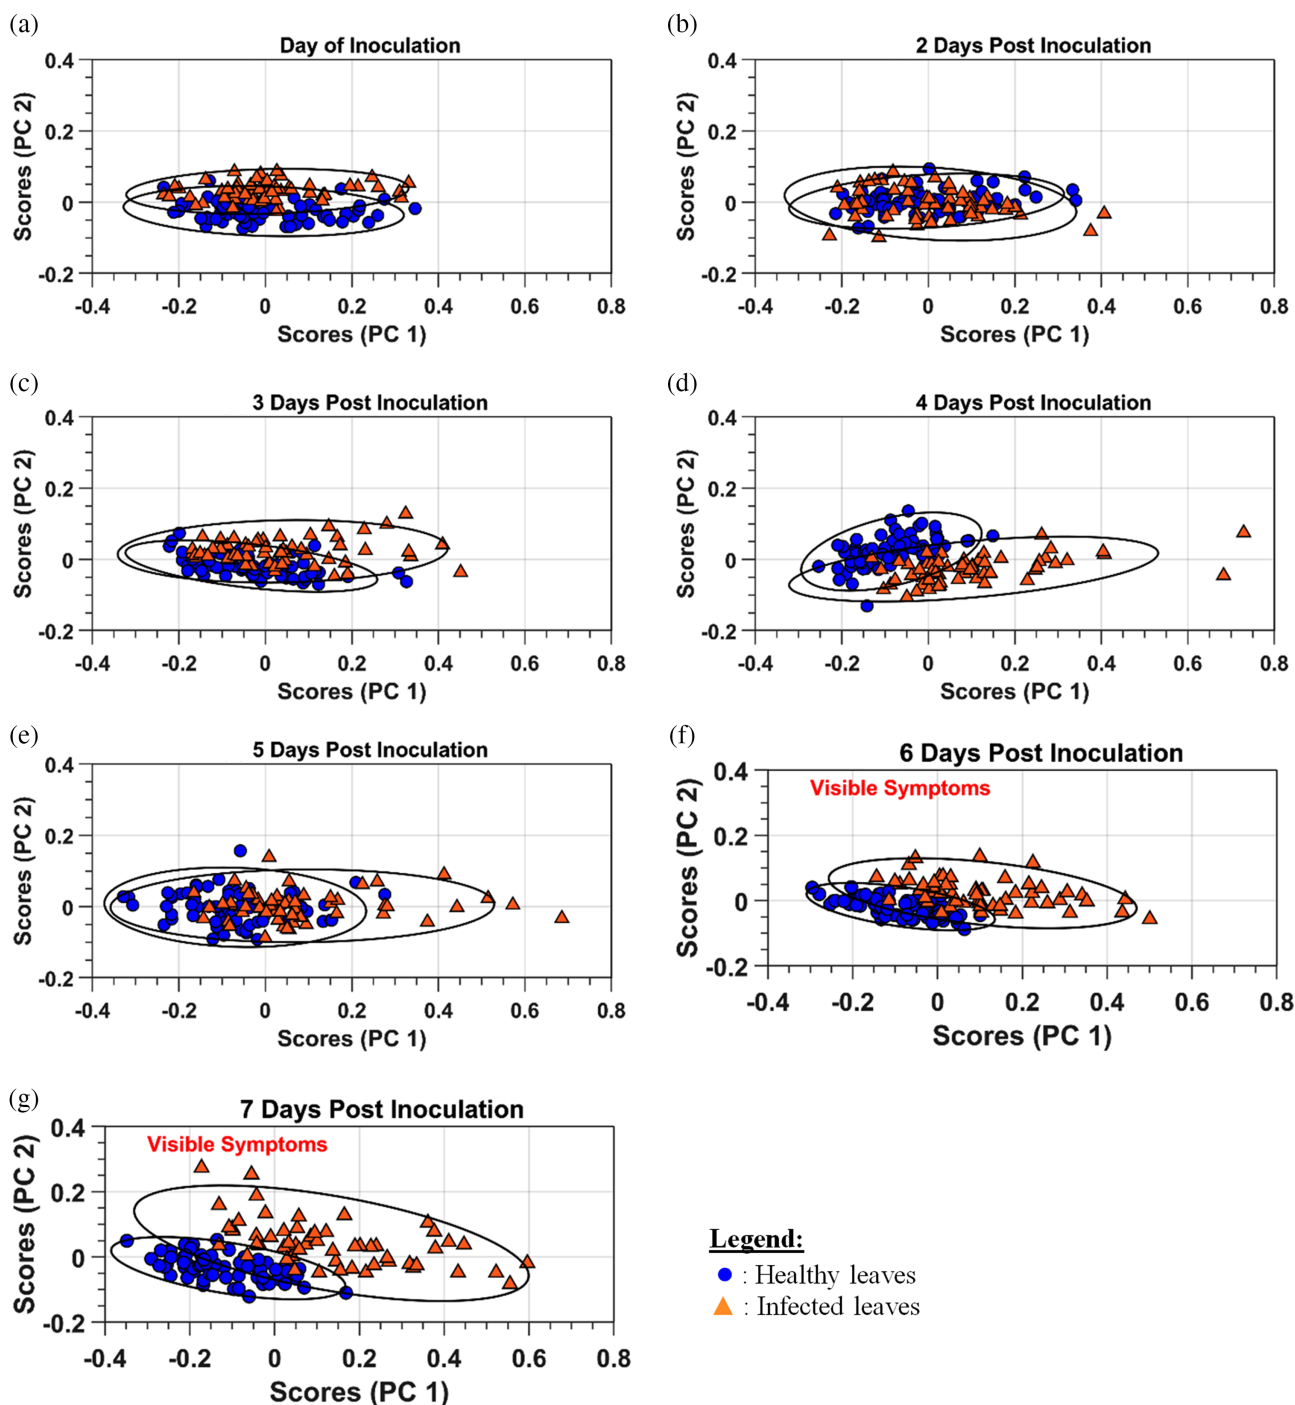 (a)
Day of Inoculation
Scores (PC 2)
0.4
0.2
0
-0.2
-0.4 -0.2 0 0.2 0.4 0.6 0.8
Scores (PC 1)
(b)
2 Days Post Inoculation
Scores (PC 2)
0.4
0.2
0
-0.2
-0.4 -0.2 0 0.2 0.4 0.6 0.8
Scores (PC 1)
(c)
3 Days Post Inoculation
Scores (PC 2)
0.4
0.2
0
-0.2
-0.4 -0.2 0 0.2 0.4 0.6 0.8
Scores (PC 1)
(d)
4 Days Post Inoculation
Scores (PC 2)
0.4
0.2
0
-0.2
-0.4 -0.2 0 0.2 0.4 0.6 0.8
Scores (PC 1)
(e)
5 Days Post Inoculation
Scores (PC 2)
0.4
0.2
0
-0.2
-0.4 -0.2 0 0.2 0.4 0.6 0.8
Scores (PC 1)
(f)
6 Days Post Inoculation
Visible Symptoms
Scores (PC 2)
0.4
0.2
0
-0.2
-0.4 -0.2 0 0.2 0.4 0.6 0.8
Scores (PC 1)
(g)
7 Days Post Inoculation
Visible Symptoms
Scores (PC 2)
0.4
0.2
0
-0.2
-0.4 -0.2 0 0.2 0.4 0.6 0.8
Scores (PC 1)
Legend:
: Healthy leaves
: Infected leaves